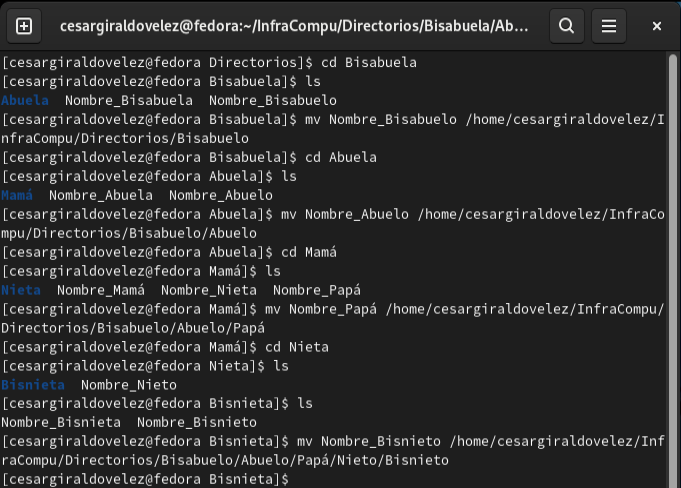 cesargiraldovelez@fedora:~/InfraCompu/Directorios/Bisabuela/Ab...
[cesargiraldovelez@fedora Directorios]$ cd Bisabuela
[cesargiraldovelez@fedora Bisabuela]$ ls
Abuela  Nombre_Bisabuela  Nombre_Bisabuelo
[cesargiraldovelez@fedora Bisabuela]$ mv Nombre_Bisabuelo /home/cesargiraldovelez/I
nfraCompu/Directorios/Bisabuelo
[cesargiraldovelez@fedora Bisabuela]$ cd Abuela
[cesargiraldovelez@fedora Abuela]$ ls
Mamá  Nombre_Abuela  Nombre_Abuelo
[cesargiraldovelez@fedora Abuela]$ mv Nombre_Abuelo /home/cesargiraldovelez/InfraCo
mpu/Directorios/Bisabuelo/Abuelo
[cesargiraldovelez@fedora Abuela]$ cd Mamá
[cesargiraldovelez@fedora Mamá]$ ls
Nieta  Nombre_Mamá  Nombre_Nieta  Nombre_Papá
[cesargiraldovelez@fedora Mamá]$ mv Nombre_Papá /home/cesargiraldovelez/InfraCompu/
Directorios/Bisabuelo/Abuelo/Papá
[cesargiraldovelez@fedora Mamá]$ cd Nieta
[cesargiraldovelez@fedora Nieta]$ ls
Bisnieta  Nombre_Nieto
[cesargiraldovelez@fedora Bisnieta]$ ls
Nombre_Bisnieta  Nombre_Bisnieto
[cesargiraldovelez@fedora Bisnieta]$ mv Nombre_Bisnieto /home/cesargiraldovelez/Inf
raCompu/Directorios/Bisabuelo/Abuelo/Papá/Nieto/Bisnieto
[cesargiraldovelez@fedora Bisnieta]$